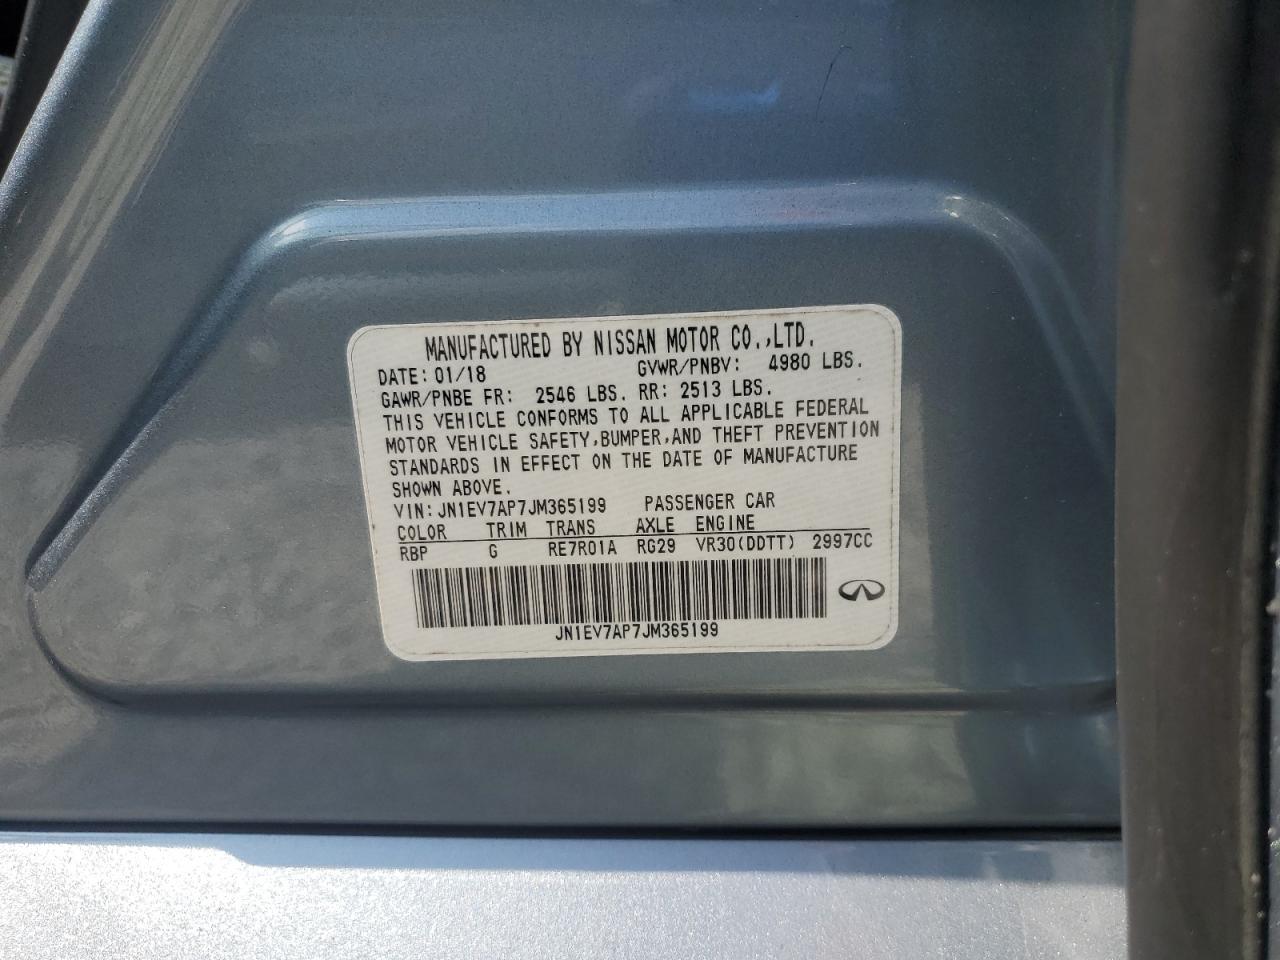 MANUFACTURED BY NISSAN MOTOR CO.,LTD.
DATE: 01/18 GVWR/PNBV: 4980 LBS.
GAWR/PNBE FR: 2546 LBS. RR: 2513 LBS.
THIS VEHICLE CONFORMS TO ALL APPLICABLE FEDERAL
MOTOR VEHICLE SAFETY,BUMPER,AND THEFT PREVENTION
STANDARDS IN EFFECT ON THE DATE OF MANUFACTURE
SHOWN ABOVE.
VIN: JN1EV7AP7JM365199 PASSENGER CAR
COLOR TRIM TRANS AXLE ENGINE
RBP G RE7R01A RG29 VR30(DDTT) 2997CC
JN1EV7AP7JM365199